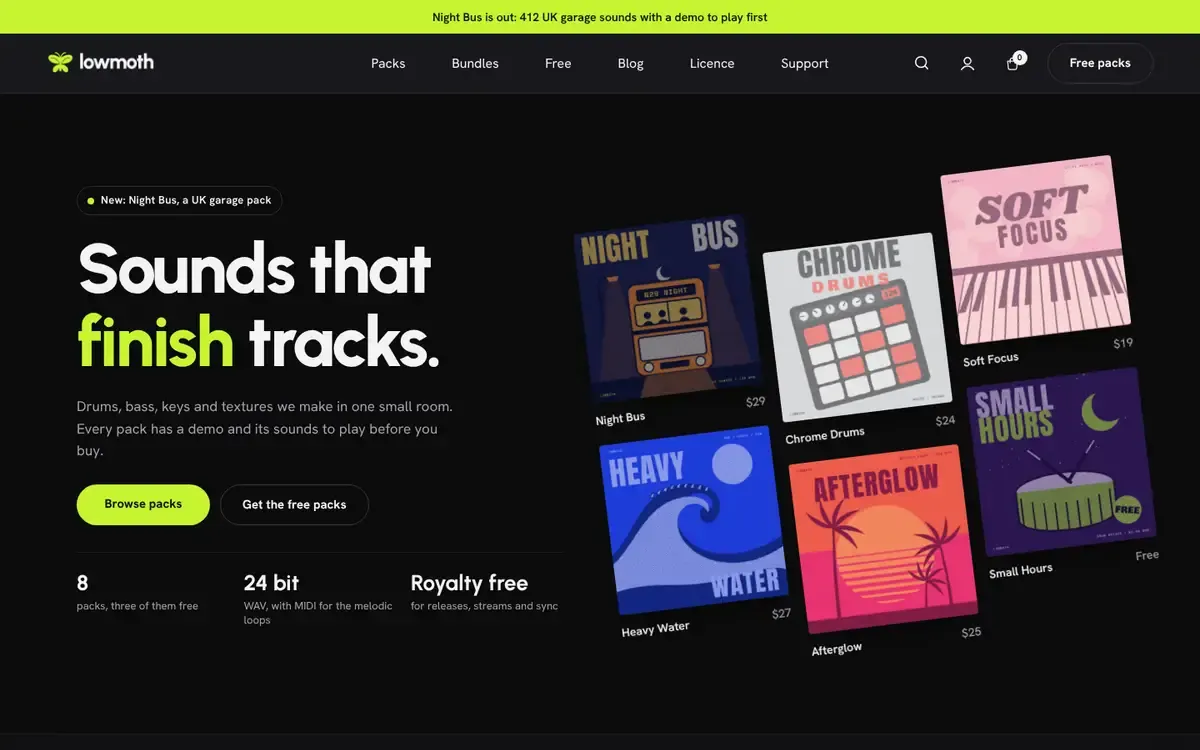 Night Bus is out: 412 UK garage sounds with a demo to play first
lowmoth
Packs
Bundles
Free
Blog
Licence
Support
0
Free packs
New: Night Bus, a UK garage pack
Sounds that
finish tracks.
Drums, bass, keys and textures we make in one small room.
Every pack has a demo and its sounds to play before you
buy.
Browse packs
Get the free packs
8
packs, three of them free
24 bit
WAV, with MIDI for the melodic
loops
Royalty free
for releases, streams and sync
NIGHT BUS
Night Bus
$29
CHROME
DRUMS
Chrome Drums
$24
SOFT
FOCUS
Soft Focus
$19
HEAVY
WATER
Heavy Water
$27
AFTERGLOW
Afterglow
$25
SMALL
HOURS
FREE
Small Hours
Free